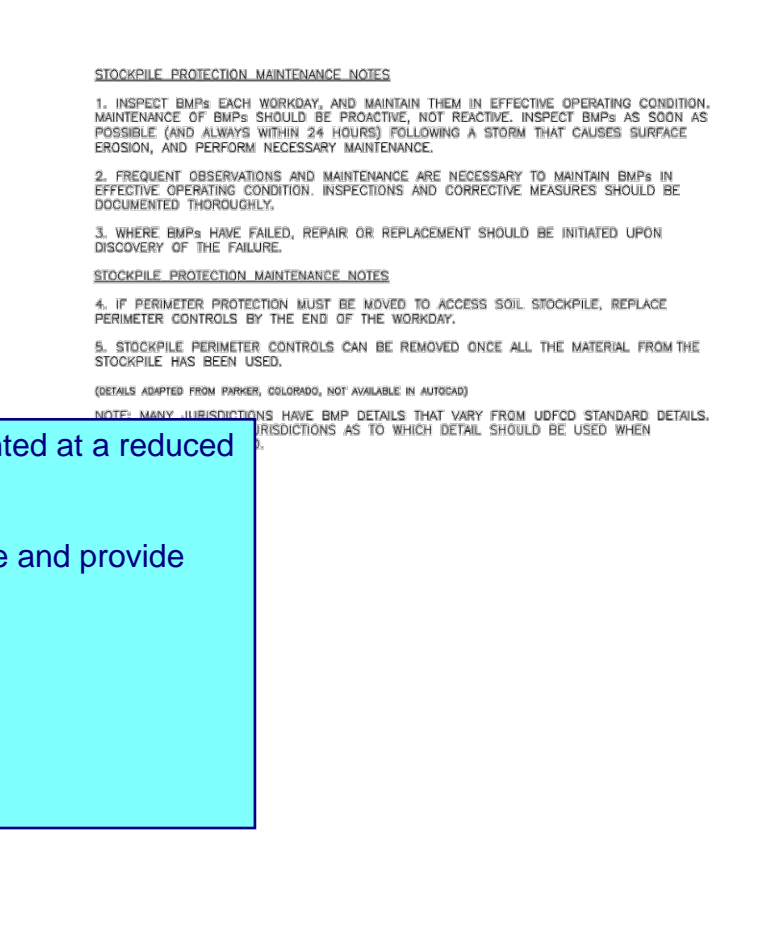 STOCKPILE PROTECTION MAINTENANCE NOTES
1. INSPECT BMPs EACH WORKDAY, AND MAINTAIN THEM IN EFFECTIVE OPERATING CONDITION.
MAINTENANCE OF BMPs SHOULD BE PROACTIVE, NOT REACTIVE. INSPECT BMPs AS SOON AS
POSSIBLE (AND ALWAYS WITHIN 24 HOURS) FOLLOWING A STORM THAT CAUSES SURFACE
EROSION, AND PERFORM NECESSARY MAINTENANCE.
2. FREQUENT OBSERVATIONS AND MAINTENANCE ARE NECESSARY TO MAINTAIN BMPs IN
EFFECTIVE OPERATING CONDITION. INSPECTIONS AND CORRECTIVE MEASURES SHOULD BE
DOCUMENTED THOROUGHLY.
3. WHERE BMPs HAVE FAILED, REPAIR OR REPLACEMENT SHOULD BE INITIATED UPON
DISCOVERY OF THE FAILURE.
STOCKPILE PROTECTION MAINTENANCE NOTES
4. IF PERIMETER PROTECTION MUST BE MOVED TO ACCESS SOIL STOCKPILE, REPLACE
PERIMETER CONTROLS BY THE END OF THE WORKDAY.
5. STOCKPILE PERIMETER CONTROLS CAN BE REMOVED ONCE ALL THE MATERIAL FROM THE
STOCKPILE HAS BEEN USED.
(DETAILS ADAPTED FROM PARKER, COLORADO, NOT AVAILABLE IN AUTOCAD)
NOTE: MANY JURISDICTIONS HAVE BMP DETAILS THAT VARY FROM UDFCD STANDARD DETAILS.
AS TO WHICH DETAIL SHOULD BE USED WHEN
at a reduced
and provide